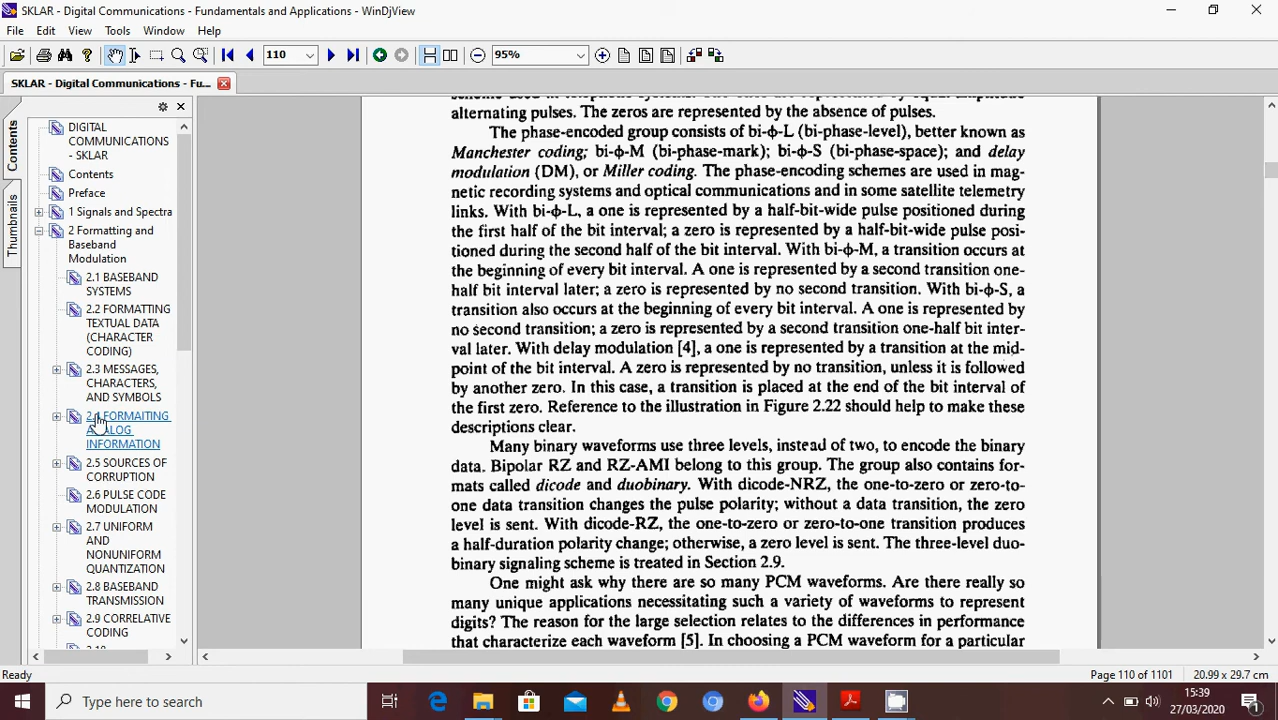 SKLAR - Digital Communications - Fundamentals and Applications - WinDjView
File Edit View Go Tools Window Help
110
95%
SKLAR - Digital Communications - Fu...
Contents
Thumbnails
DIGITAL
COMMUNICATIONS
- SKLAR
Contents
Preface
1 Signals and Spectra
2 Formatting and
Baseband
Modulation
2.1 BASEBAND
SYSTEMS
2.2 FORMATTING
TEXTUAL DATA
(CHARACTER
CODING)
2.3 MESSAGES,
CHARACTERS,
AND SYMBOLS
2.4 FORMAITING
ANALOG
INFORMATION
2.5 SOURCES OF
CORRUPTION
2.6 PULSE CODE
MODULATION
2.7 UNIFORM
AND
NONUNIFORM
QUANTIZATION
2.8 BASEBAND
TRANSMISSION
2.9 CORRELATIVE
CODING
2.10
alternating pulses. The zeros are represented by the absence of pulses.
The phase-encoded group consists of bi-ϕ-L (bi-phase-level), better known as
Manchester coding; bi-ϕ-M (bi-phase-mark); bi-ϕ-S (bi-phase-space); and delay
modulation (DM), or Miller coding. The phase-encoding schemes are used in mag-
netic recording systems and optical communications and in some satellite telemetry
links. With bi-ϕ-L, a one is represented by a half-bit-wide pulse positioned during
the first half of the bit interval; a zero is represented by a half-bit-wide pulse posi-
tioned during the second half of the bit interval. With bi-ϕ-M, a transition occurs at
the beginning of every bit interval. A one is represented by a second transition one-
half bit interval later; a zero is represented by no second transition. With bi-ϕ-S, a
transition also occurs at the beginning of every bit interval. A one is represented by
no second transition; a zero is represented by a second transition one-half bit inter-
val later. With delay modulation [4], a one is represented by a transition at the mid-
point of the bit interval. A zero is represented by no transition, unless it is followed
by another zero. In this case, a transition is placed at the end of the bit interval of
the first zero. Reference to the illustration in Figure 2.22 should help to make these
descriptions clear.
Many binary waveforms use three levels, instead of two, to encode the binary
data. Bipolar RZ and RZ-AMI belong to this group. The group also contains for-
mats called dicode and duobinary. With dicode-NRZ, the one-to-zero or zero-to-
one data transition changes the pulse polarity; without a data transition, the zero
level is sent. With dicode-RZ, the one-to-zero or zero-to-one transition produces
a half-duration polarity change; otherwise, a zero level is sent. The three-level duo-
binary signaling scheme is treated in Section 2.9.
One might ask why there are so many PCM waveforms. Are there really so
many unique applications necessitating such a variety of waveforms to represent
digits? The reason for the large selection relates to the differences in performance
that characterize each waveform [5]. In choosing a PCM waveform for a particular
Ready
Page 110 of 1101
20.99 x 29.7 cm
Type here to search
15:39
27/03/2020